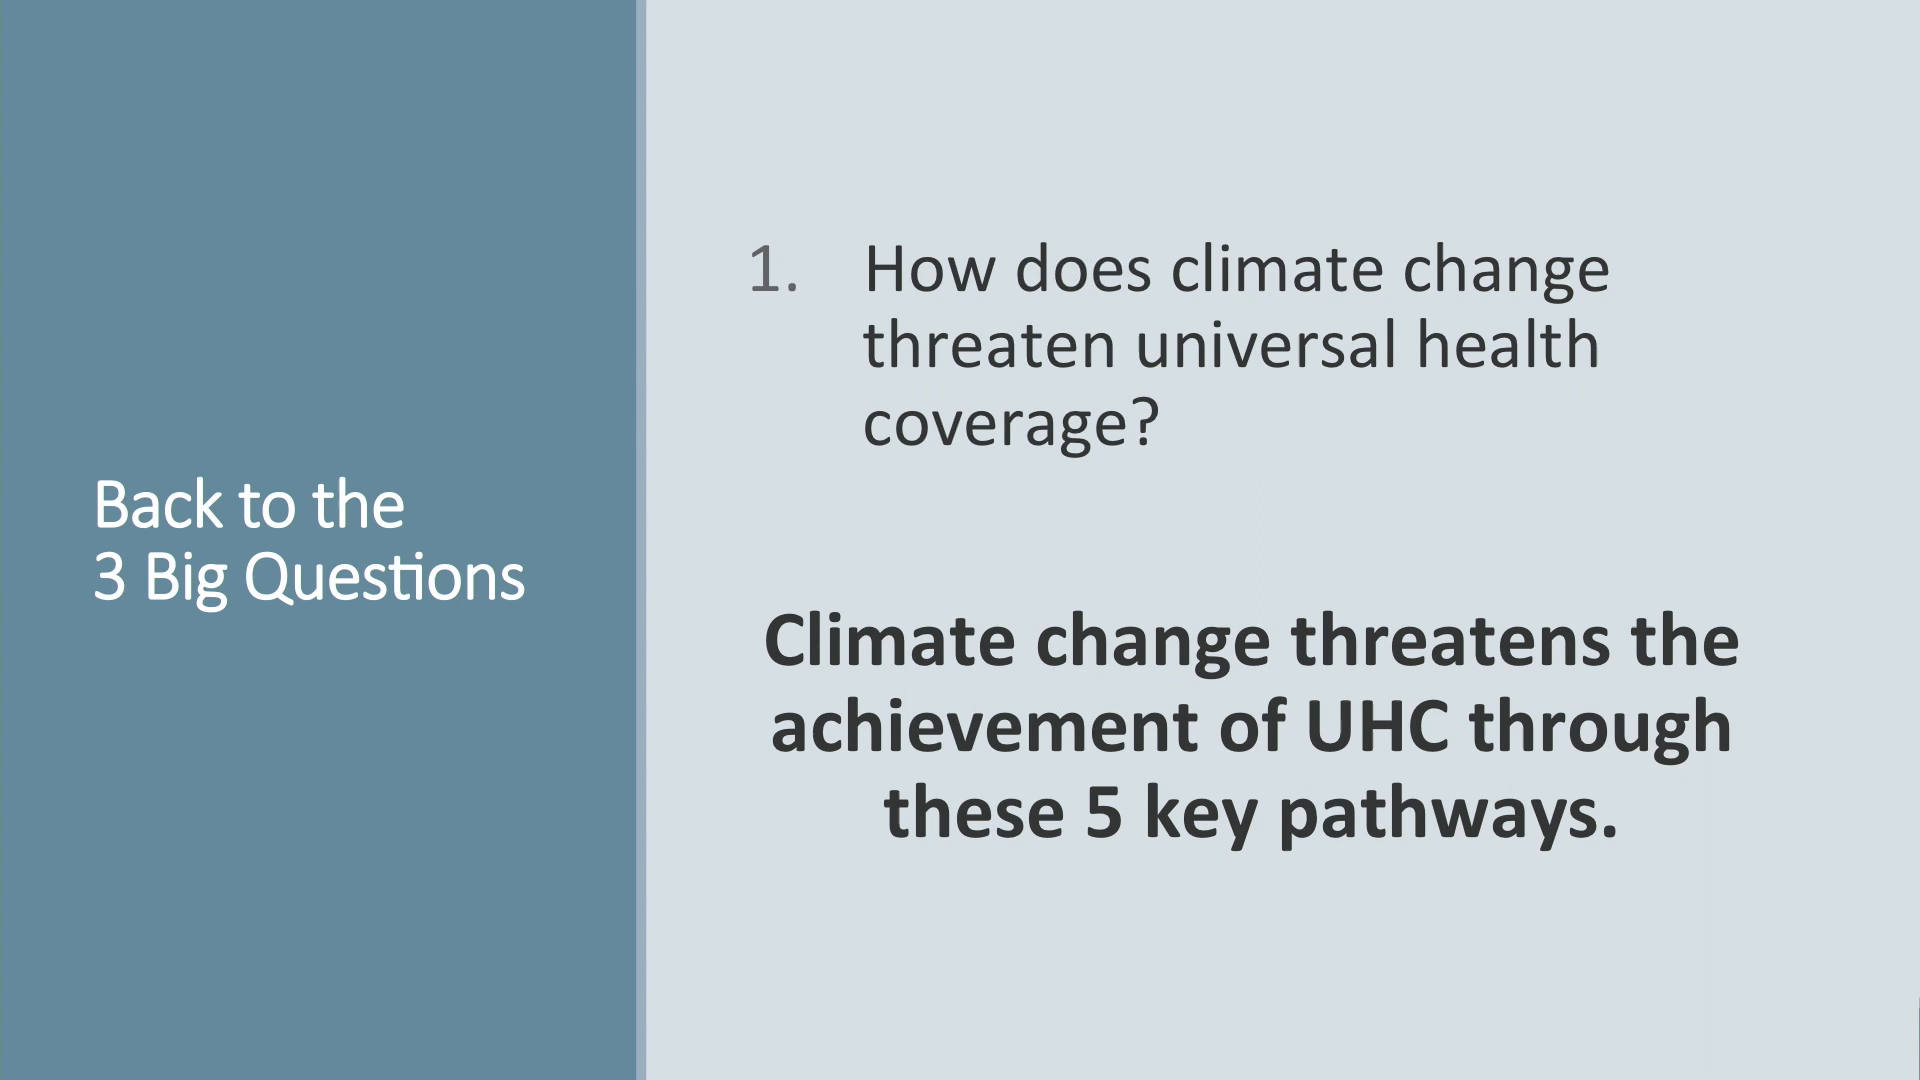 Back to the
3 Big Questions
1. How does climate change
threaten universal health
coverage?
Climate change threatens the
achievement of UHC through
these 5 key pathways.